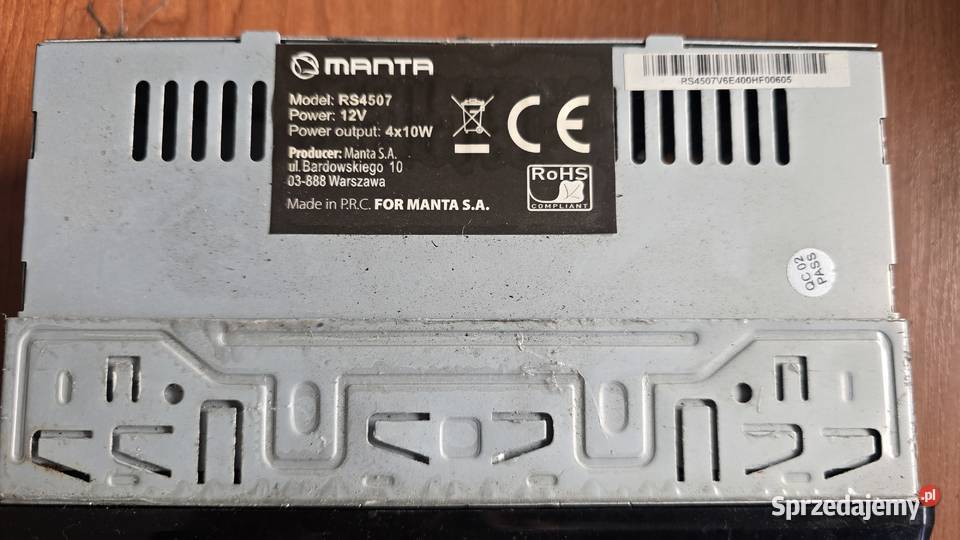 MANTA
Model: RS4507
Power: 12V
Power output: 4x10W
Producer: Manta S.A.
ul. Bardowskiego 10
03-888 Warszawa
Made in P.R.C. FOR MANTA S.A.
CE
RoHS
COMPLIANT
RS4507V6E400HF00605
QC 02
PASS
Sprzedajemy.pl